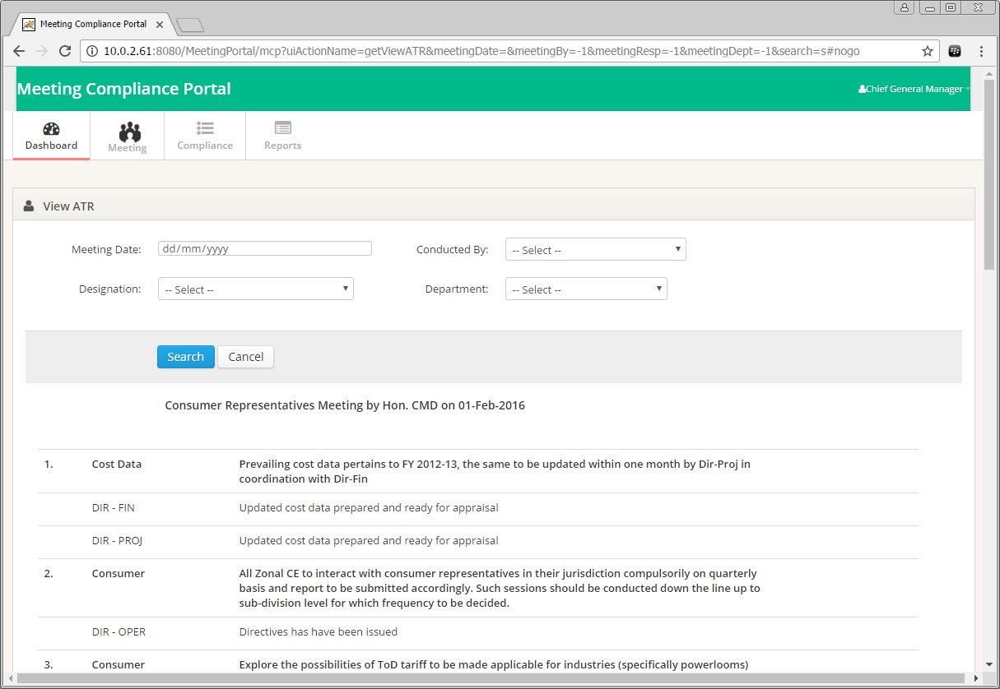 Meeting Compliance Portal
10.0.2.61:8080/MeetingPortal/mcp?uiActionName=getViewATR&meetingDate=&meetingBy=-1&meetingResp=-1&meetingDept=-1&search=s#nogo
Meeting Compliance Portal
Chief General Manager
Dashboard
Meeting
Compliance
Reports
View ATR
Meeting Date: dd/mm/yyyy Conducted By: -- Select --
Designation: -- Select -- Department: -- Select --
Search Cancel
Consumer Representatives Meeting by Hon. CMD on 01-Feb-2016
1. Cost Data Prevailing cost data pertains to FY 2012-13, the same to be updated within one month by Dir-Proj in
coordination with Dir-Fin
DIR - FIN Updated cost data prepared and ready for appraisal
DIR - PROJ Updated cost data prepared and ready for appraisal
2. Consumer All Zonal CE to interact with consumer representatives in their jurisdiction compulsorily on quarterly
basis and report to be submitted accordingly. Such sessions should be conducted down the line up to
sub-division level for which frequency to be decided.
DIR - OPER Directives has have been issued
3. Consumer Explore the possibilities of ToD tariff to be made applicable for industries (specifically powerlooms)